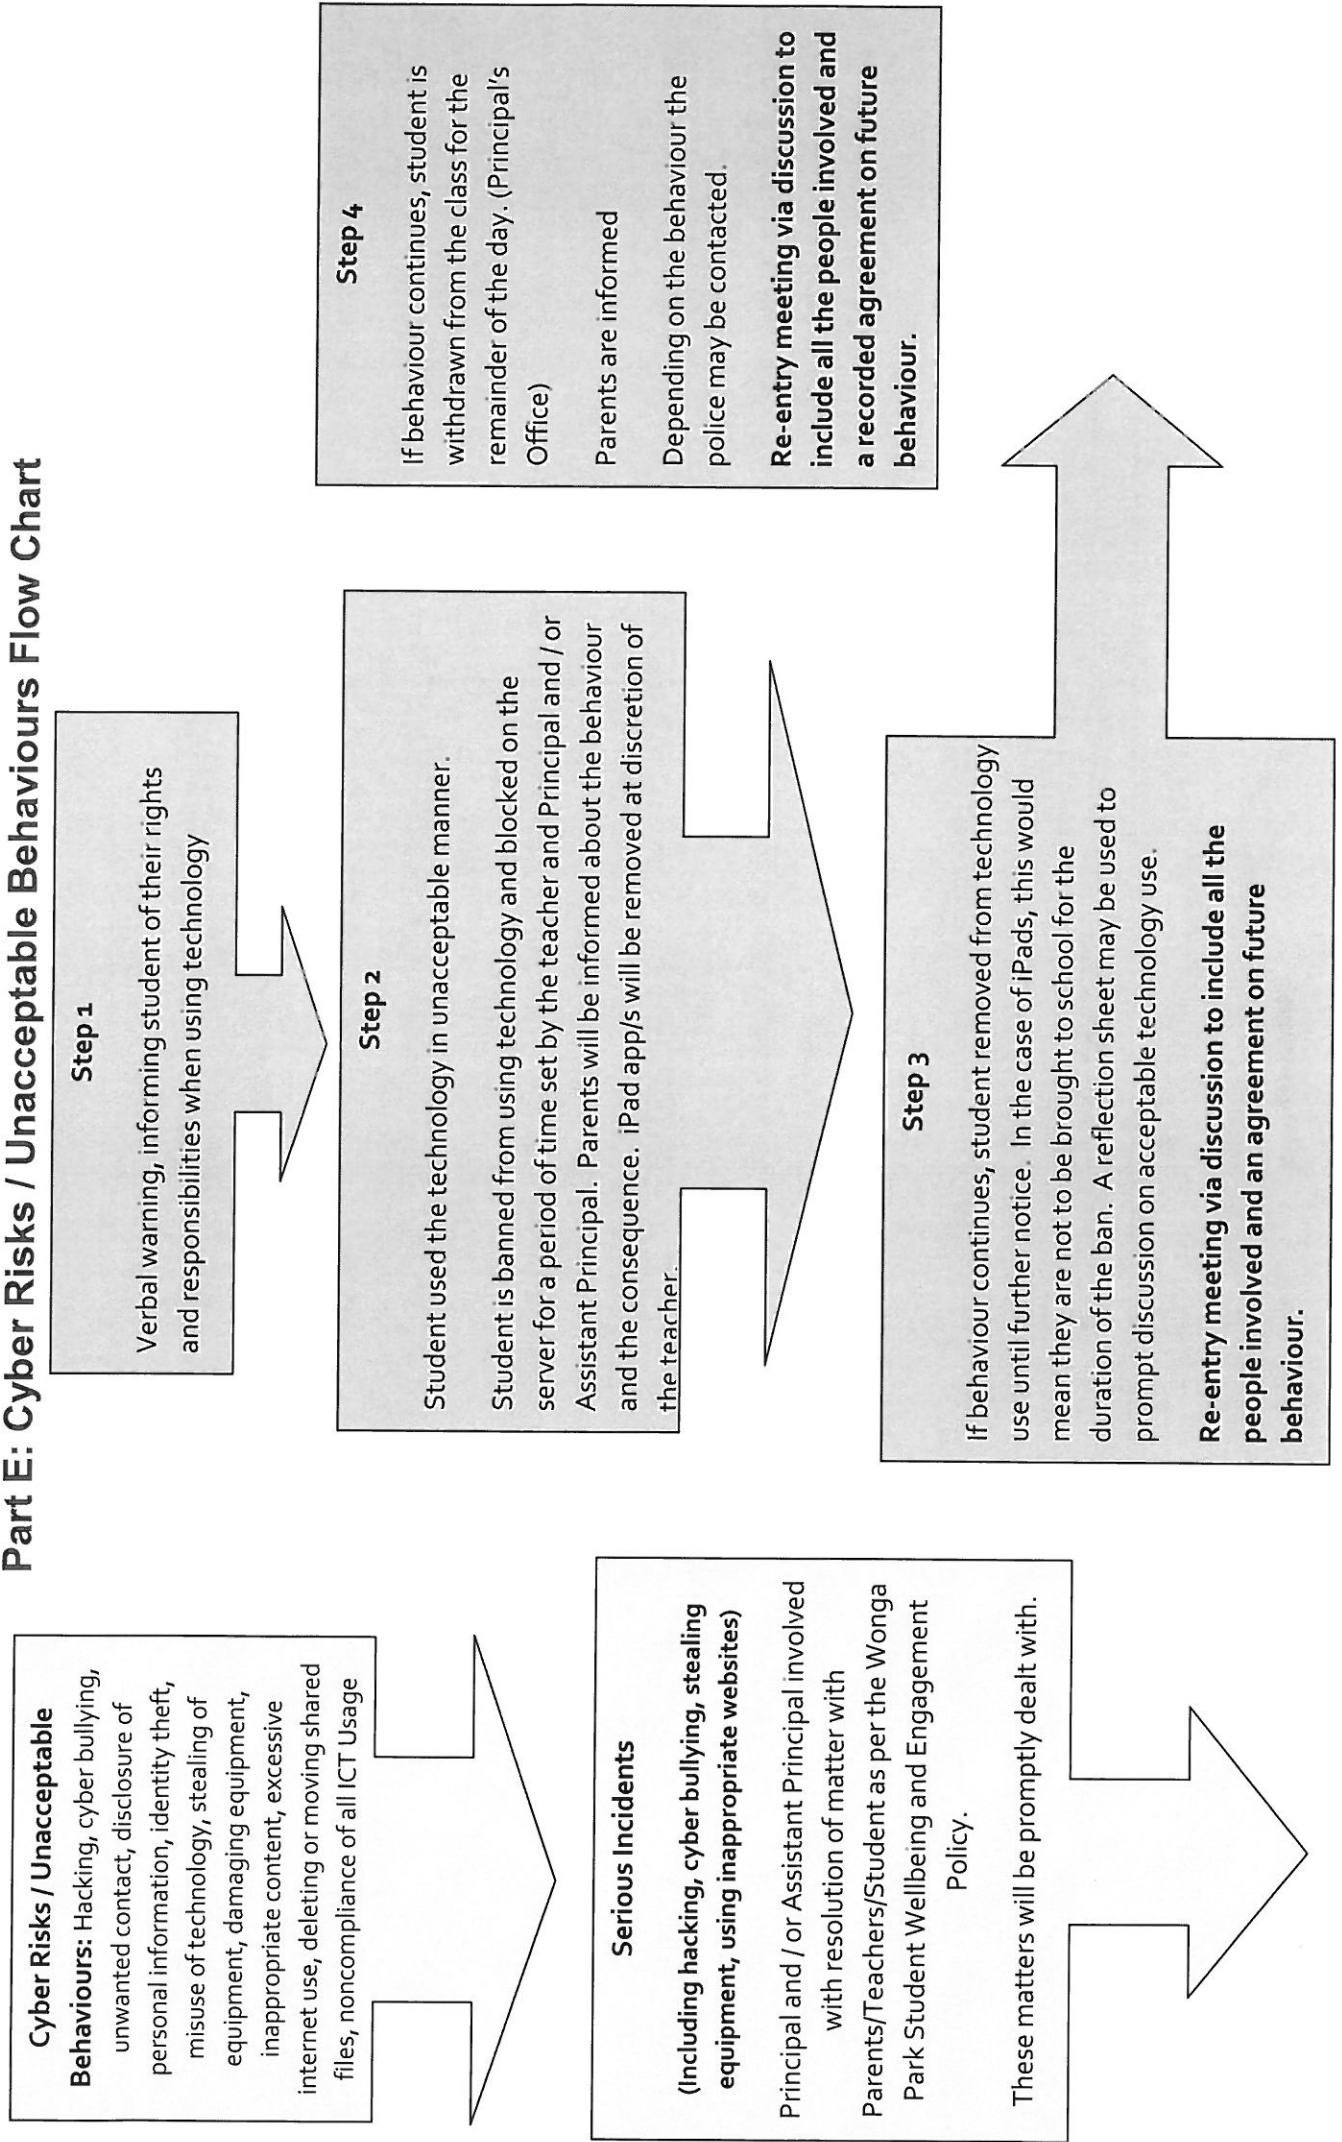 Part E: Cyber Risks / Unacceptable Behaviours Flow Chart
Cyber Risks / Unacceptable
Behaviours: Hacking, cyber bullying,
unwanted contact, disclosure of
personal information, identity theft,
misuse of technology, stealing of
equipment, damaging equipment,
inappropriate content, excessive
internet use, deleting or moving shared
files, noncompliance of all ICT Usage
Serious Incidents
(Including hacking, cyber bullying, stealing
equipment, using inappropriate websites)
Principal and / or Assistant Principal involved
with resolution of matter with
Parents/Teachers/Student as per the Wonga
Park Student Wellbeing and Engagement
Policy.
These matters will be promptly dealt with.
Step 1
Verbal warning, informing student of their rights
and responsibilities when using technology
Step 2
Student used the technology in unacceptable manner.
Student is banned from using technology and blocked on the
server for a period of time set by the teacher and Principal and / or
Assistant Principal. Parents will be informed about the behaviour
and the consequence. iPad app/s will be removed at discretion of
the teacher.
Step 3
If behaviour continues, student removed from technology
use until further notice. In the case of iPads, this would
mean they are not to be brought to school for the
duration of the ban. A reflection sheet may be used to
prompt discussion on acceptable technology use.
Re-entry meeting via discussion to include all the
people involved and an agreement on future
behaviour.
Step 4
If behaviour continues, student is
withdrawn from the class for the
remainder of the day. (Principal's
Office)
Parents are informed
Depending on the behaviour the
police may be contacted.
Re-entry meeting via discussion to
include all the people involved and
a recorded agreement on future
behaviour.